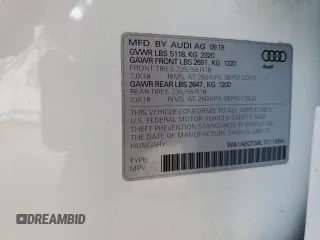 MFD. BY AUDI AG 09/19
GVWR LBS 5118, KG 2320
GAWR FRONT LBS 2691, KG 1220
FRONT TIRES 235/55R18
7JX18 RIMS, AT 260 KPA 38 PSI COLD
GAWR REAR LBS 2647, KG 1200
REAR TIRES 235/55R18
7JX18 RIMS, AT 260 KPA 38 PSI COLD
THIS VEHICLE CONFORMS TO ALL APPLICABLE
U.S. FEDERAL MOTOR VEHICLE SAFETY AND
THEFT PREVENTION STANDARDS IN EFFECT ON
THE DATE OF MANUFACTURE SHOWN ABOVE
HUNGARY
TYPE:
MPV
Audi
DREAMBID